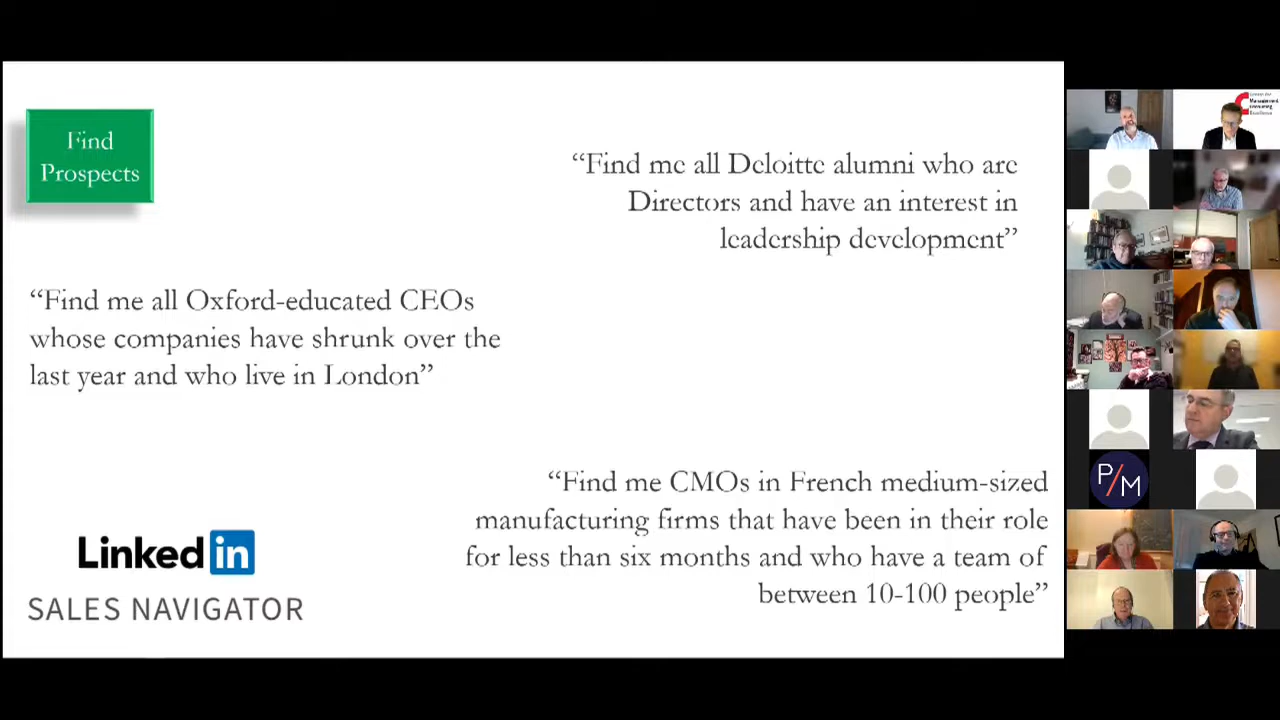 Find
Prospects
“Find me all Deloitte alumni who are
Directors and have an interest in
leadership development”
“Find me all Oxford-educated CEOs
whose companies have shrunk over the
last year and who live in London”
“Find me CMOs in French medium-sized
manufacturing firms that have been in their role
for less than six months and who have a team of
between 10-100 people”
Linked in
SALES NAVIGATOR
Management
Consulting
Excellence
P/M